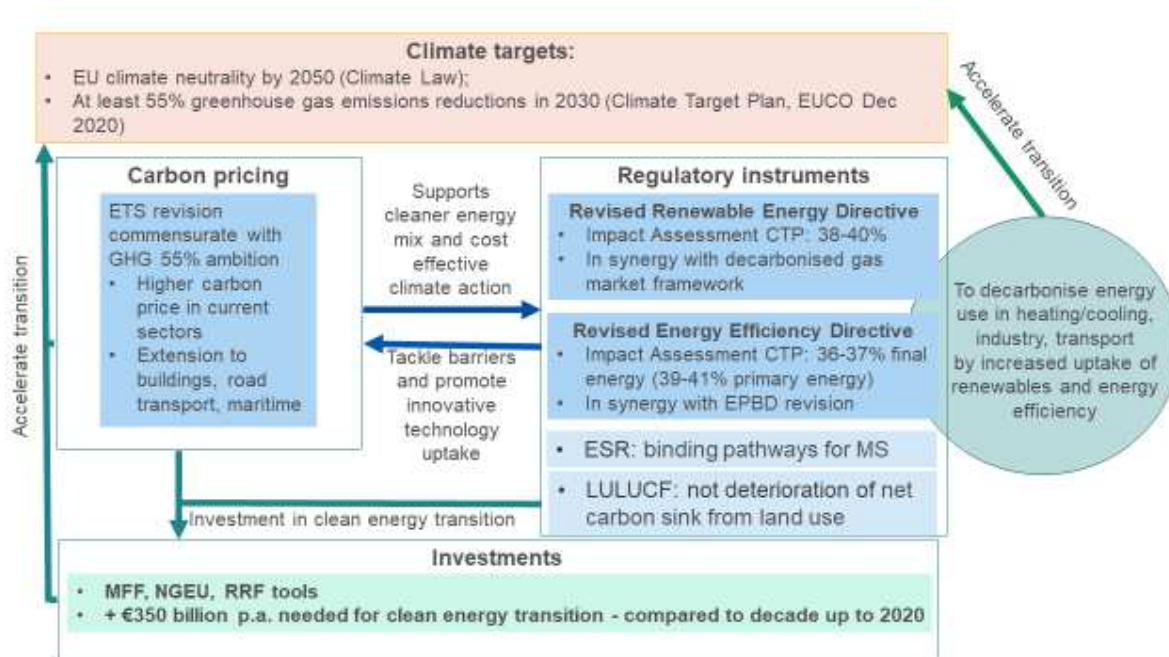 Climate targets:
• EU climate neutrality by 2050 (Climate Law);
• At least 55% greenhouse gas emissions reductions in 2030 (Climate Target Plan, EUCO Dec
2020)
Accelerate transition
Carbon pricing
ETS revision
commensurate with
GHG 55% ambition
• Higher carbon
price in current
sectors
• Extension to
buildings, road
transport, maritime
Supports
cleaner energy
mix and cost
effective
climate action
Tackle barriers
and promote
innovative
technology
uptake
Regulatory instruments
Revised Renewable Energy Directive
• Impact Assessment CTP: 38-40%
• In synergy with decarbonised gas
market framework
Revised Energy Efficiency Directive
• Impact Assessment CTP: 36-37% final
energy (39-41% primary energy)
• In synergy with EPBD revision
• ESR: binding pathways for MS
• LULUCF: not deterioration of net
carbon sink from land use
To decarbonise energy
use in heating/cooling,
industry, transport
by increased uptake of
renewables and energy
efficiency
Accelerate transition
Investment in clean energy transition
Investments
• MFF, NGEU, RRF tools
• + €350 billion p.a. needed for clean energy transition - compared to decade up to 2020